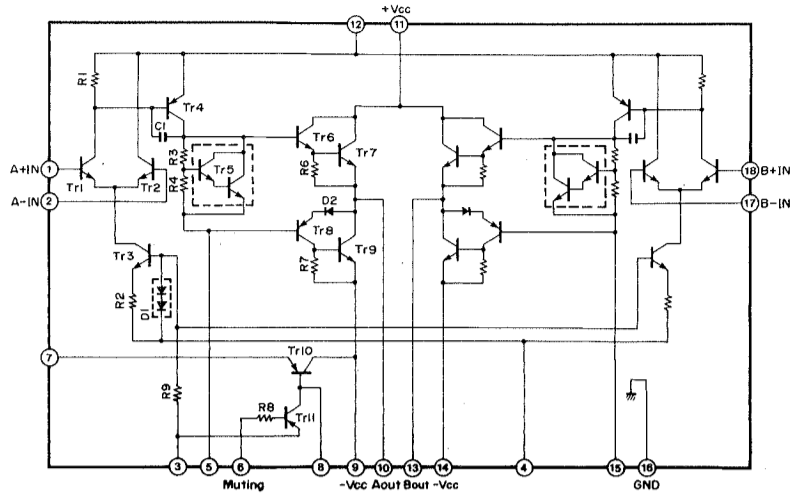 +Vcc
12 11
R1
Tr4
C1
Tr6
Tr7
R3
Tr5
R6
A+IN
1
Tr1
Tr2
R4
18 B+IN
A-IN
2
17 B-IN
D2
Tr8
Tr9
Tr3
R7
R2
D1
7
Tr10
R9
R8
Tr11
3 5 6 8 9 10 13 14 4 15 16
Muting -Vcc Aout Bout -Vcc GND